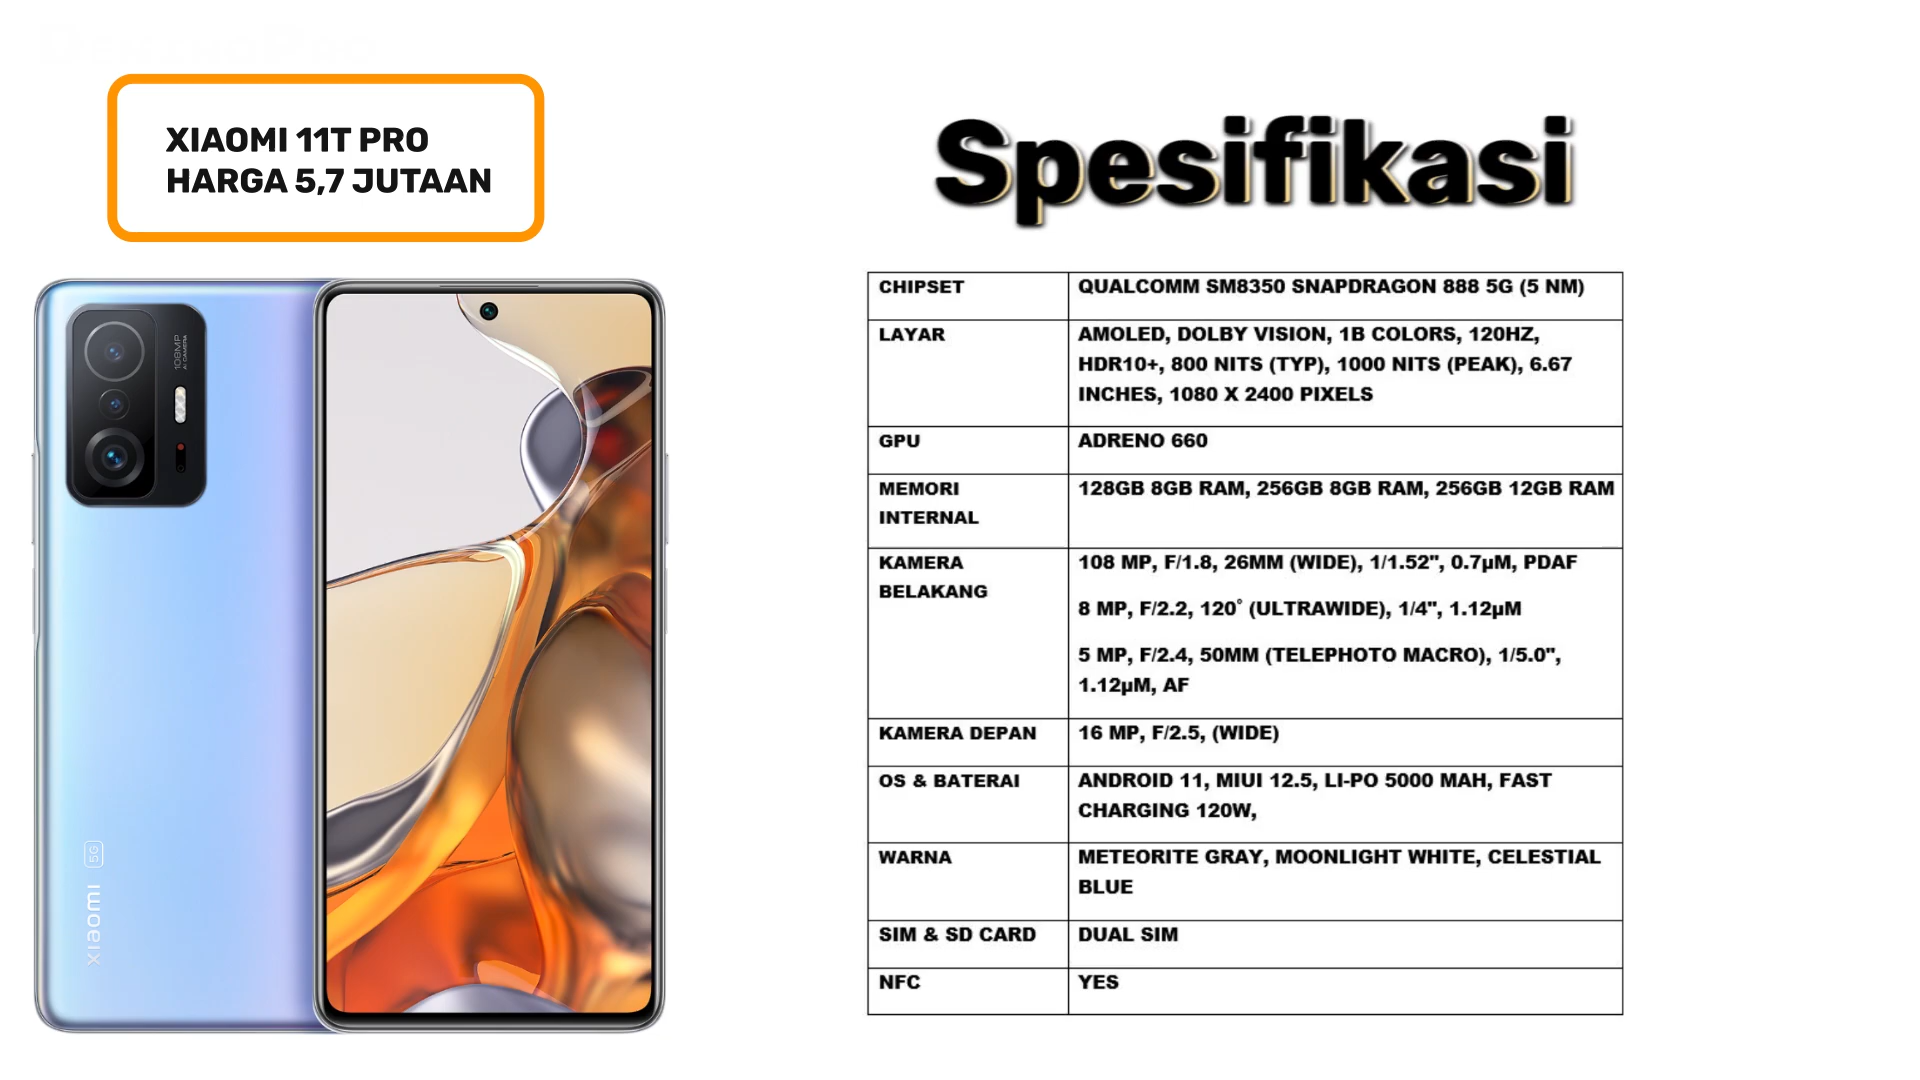 XIAOMI 11T PRO
HARGA 5,7 JUTAAN
108MP
AI CAMERA
xiaomi 5G
Spesifikasi
CHIPSET QUALCOMM SM8350 SNAPDRAGON 888 5G (5 NM)
LAYAR AMOLED, DOLBY VISION, 1B COLORS, 120HZ,
HDR10+, 800 NITS (TYP), 1000 NITS (PEAK), 6.67
INCHES, 1080 X 2400 PIXELS
GPU ADRENO 660
MEMORI 128GB 8GB RAM, 256GB 8GB RAM, 256GB 12GB RAM
INTERNAL
KAMERA 108 MP, F/1.8, 26MM (WIDE), 1/1.52", 0.7µM, PDAF
BELAKANG 8 MP, F/2.2, 120˚ (ULTRAWIDE), 1/4", 1.12µM
5 MP, F/2.4, 50MM (TELEPHOTO MACRO), 1/5.0",
1.12µM, AF
KAMERA DEPAN 16 MP, F/2.5, (WIDE)
OS & BATERAI ANDROID 11, MIUI 12.5, LI-PO 5000 MAH, FAST
CHARGING 120W,
WARNA METEORITE GRAY, MOONLIGHT WHITE, CELESTIAL
BLUE
SIM & SD CARD DUAL SIM
NFC YES